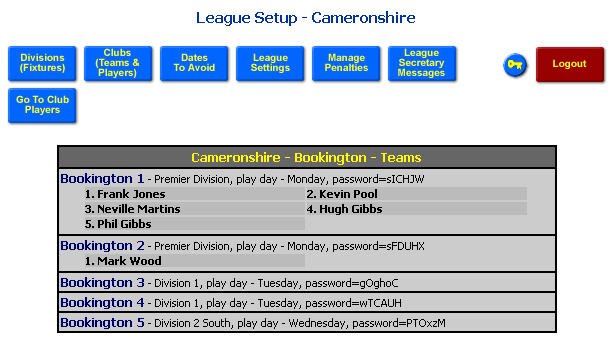 League Setup - Cameronshire
Divisions
(Fixtures)
Clubs
(Teams &
Players)
Dates
To Avoid
League
Settings
Manage
Penalties
League
Secretary
Messages
Logout
Go To Club
Players
Cameronshire - Bookington - Teams
Bookington 1 - Premier Division, play day - Monday, password=sICHJW
1. Frank Jones 2. Kevin Pool
3. Neville Martins 4. Hugh Gibbs
5. Phil Gibbs
Bookington 2 - Premier Division, play day - Monday, password=sFDUHX
1. Mark Wood
Bookington 3 - Division 1, play day - Tuesday, password=gOghoC
Bookington 4 - Division 1, play day - Tuesday, password=wTCAUH
Bookington 5 - Division 2 South, play day - Wednesday, password=PTOxzM